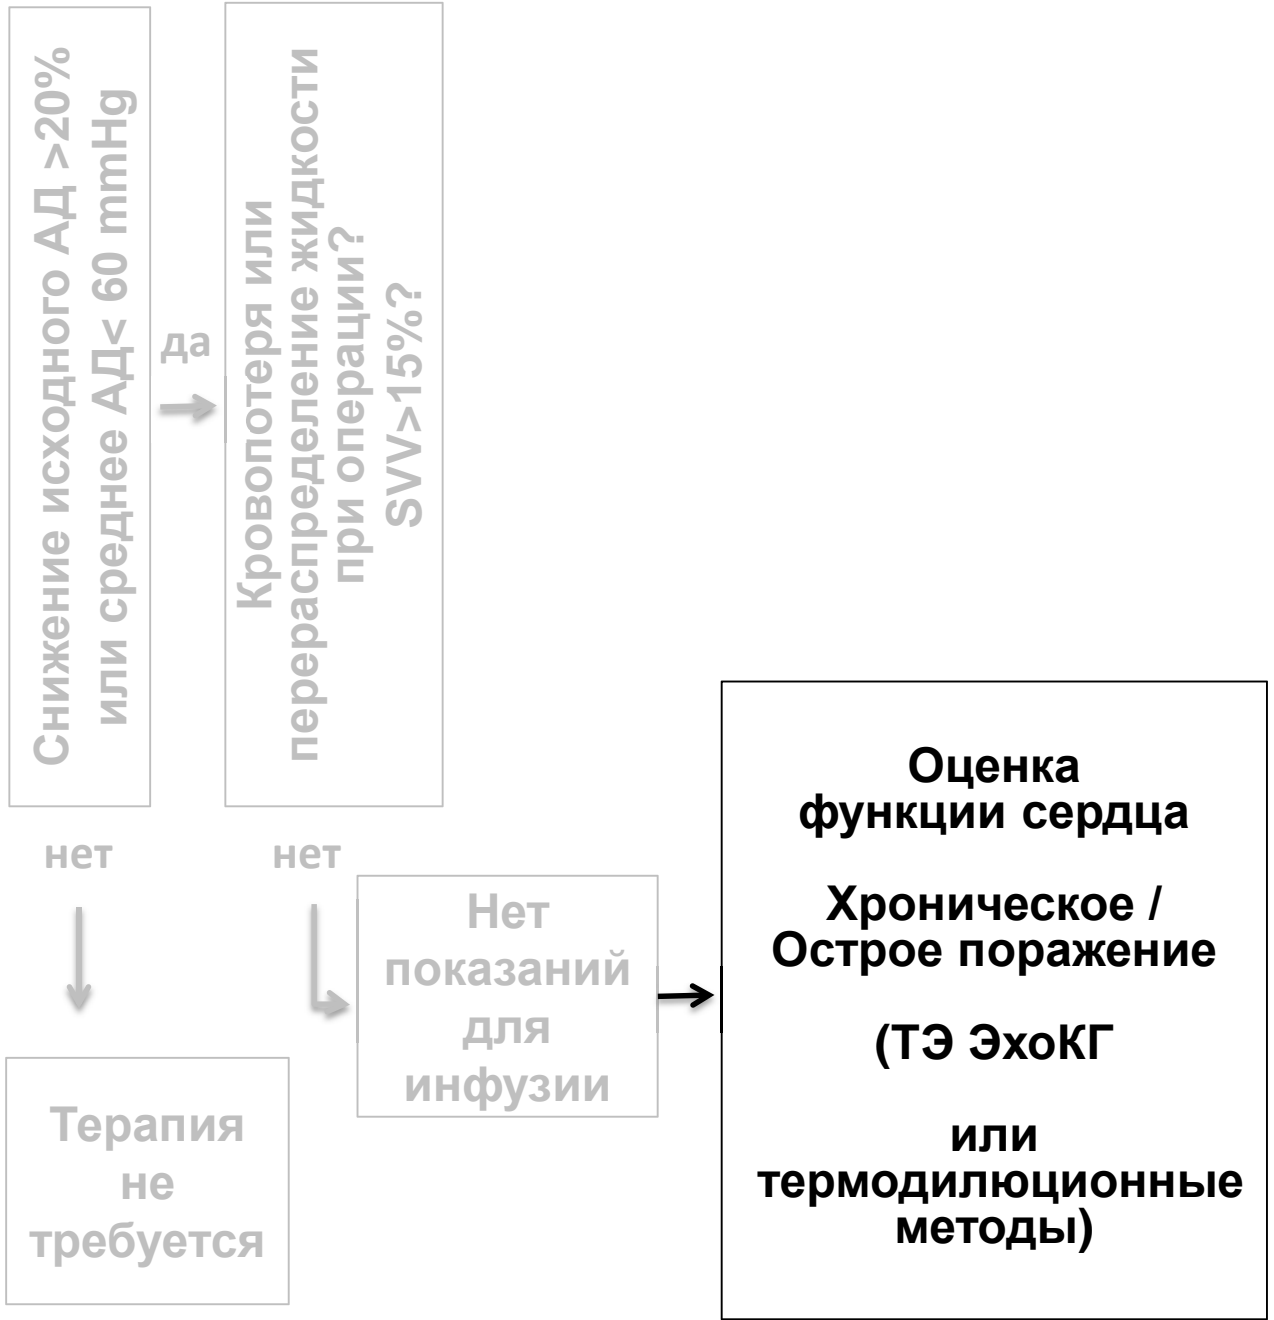 Снижение исходного АД >20%
или среднее АД< 60 mmHg
да
Кровопотеря или
перераспределение жидкости
при операции?
SVV>15%?
нет
нет
Терапия
не
требуется
Нет
показаний
для
инфузии
Оценка
функции сердца
Хроническое /
Острое поражение
(ТЭ ЭхоКГ
или
термодилюционные
методы)